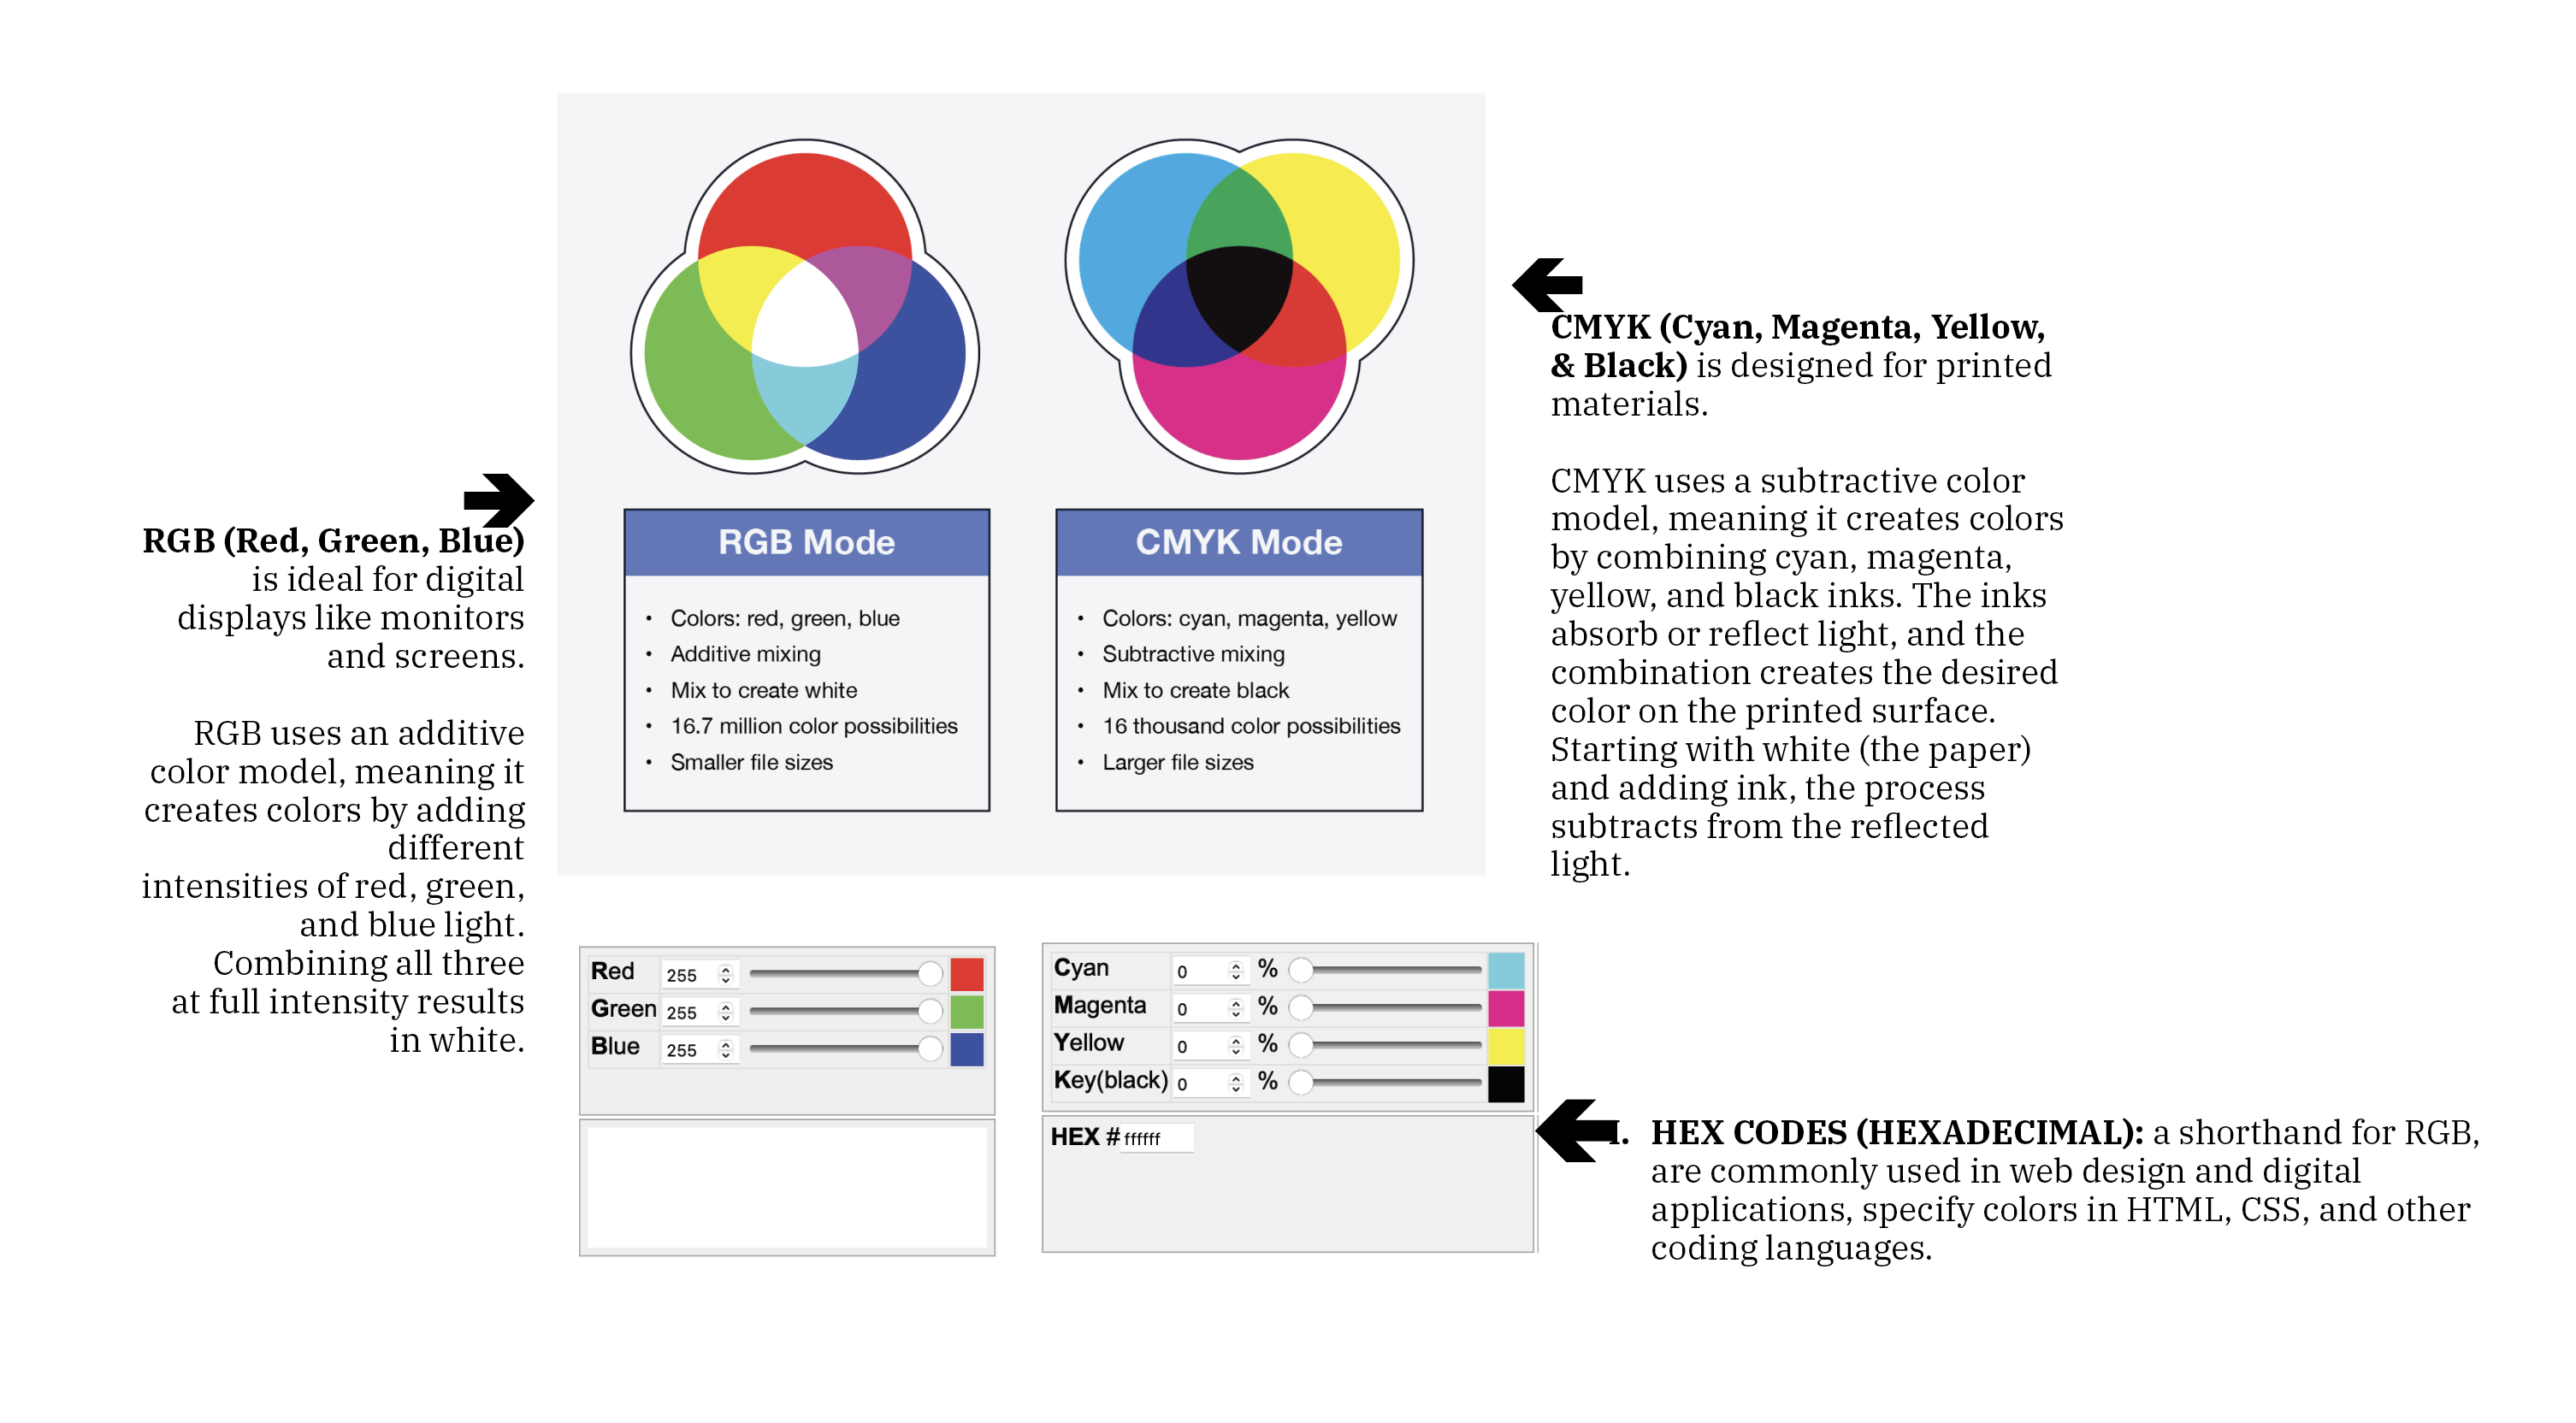 RGB (Red, Green, Blue)
is ideal for digital
displays like monitors
and screens.
RGB uses an additive
color model, meaning it
creates colors by adding
different
intensities of red, green,
and blue light.
Combining all three
at full intensity results
in white.
RGB Mode
• Colors: red, green, blue
• Additive mixing
• Mix to create white
• 16.7 million color possibilities
• Smaller file sizes
CMYK Mode
• Colors: cyan, magenta, yellow
• Subtractive mixing
• Mix to create black
• 16 thousand color possibilities
• Larger file sizes
CMYK (Cyan, Magenta, Yellow,
& Black) is designed for printed
materials.
CMYK uses a subtractive color
model, meaning it creates colors
by combining cyan, magenta,
yellow, and black inks. The inks
absorb or reflect light, and the
combination creates the desired
color on the printed surface.
Starting with white (the paper)
and adding ink, the process
subtracts from the reflected
light.
Red 255
Green 255
Blue 255
Cyan 0 %
Magenta 0 %
Yellow 0 %
Key(black) 0 %
HEX # ffffff
I. HEX CODES (HEXADECIMAL): a shorthand for RGB,
are commonly used in web design and digital
applications, specify colors in HTML, CSS, and other
coding languages.